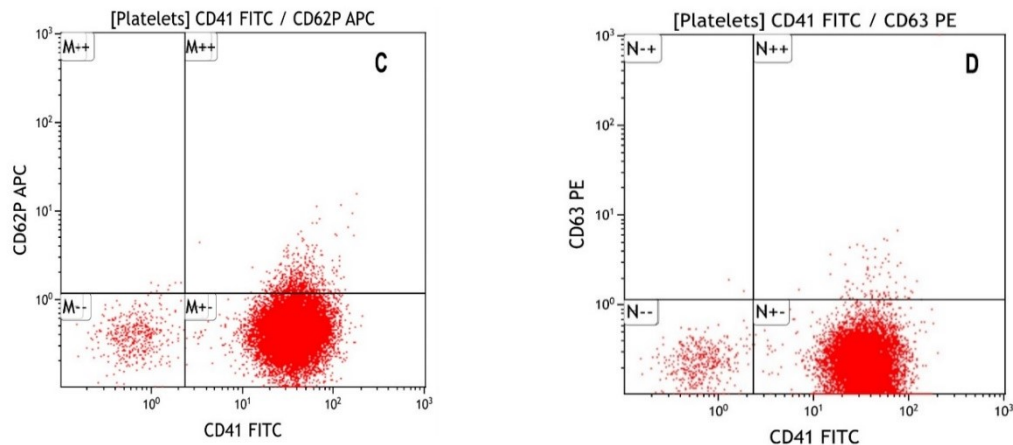 [Platelets] CD41 FITC / CD62P APC
10³
M-+
M++
C
10²
10¹
10⁰
M--
M+-
10⁰
10¹
10²
10³
CD62P APC
CD41 FITC
[Platelets] CD41 FITC / CD63 PE
10³
N-+
N++
D
10²
10¹
10⁰
N--
N+-
10⁰
10¹
10²
10³
CD63 PE
CD41 FITC